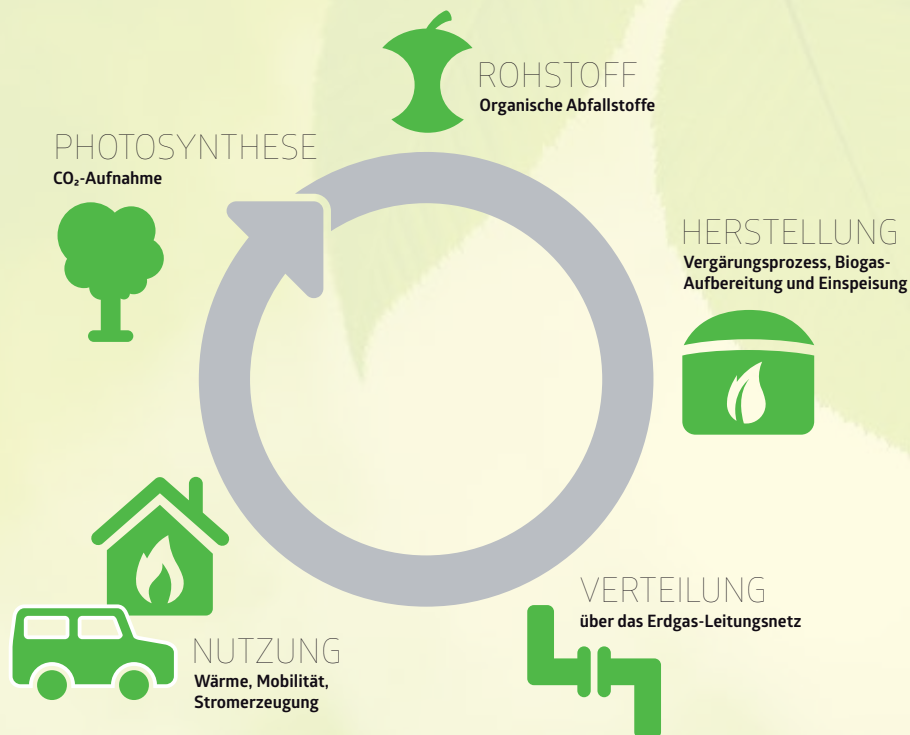 ROHSTOFF
Organische Abfallstoffe
PHOTOSYNTHESE
CO₂-Aufnahme
HERSTELLUNG
Vergärungsprozess, Biogas-
Aufbereitung und Einspeisung
VERTEILUNG
über das Erdgas-Leitungsnetz
NUTZUNG
Wärme, Mobilität,
Stromerzeugung